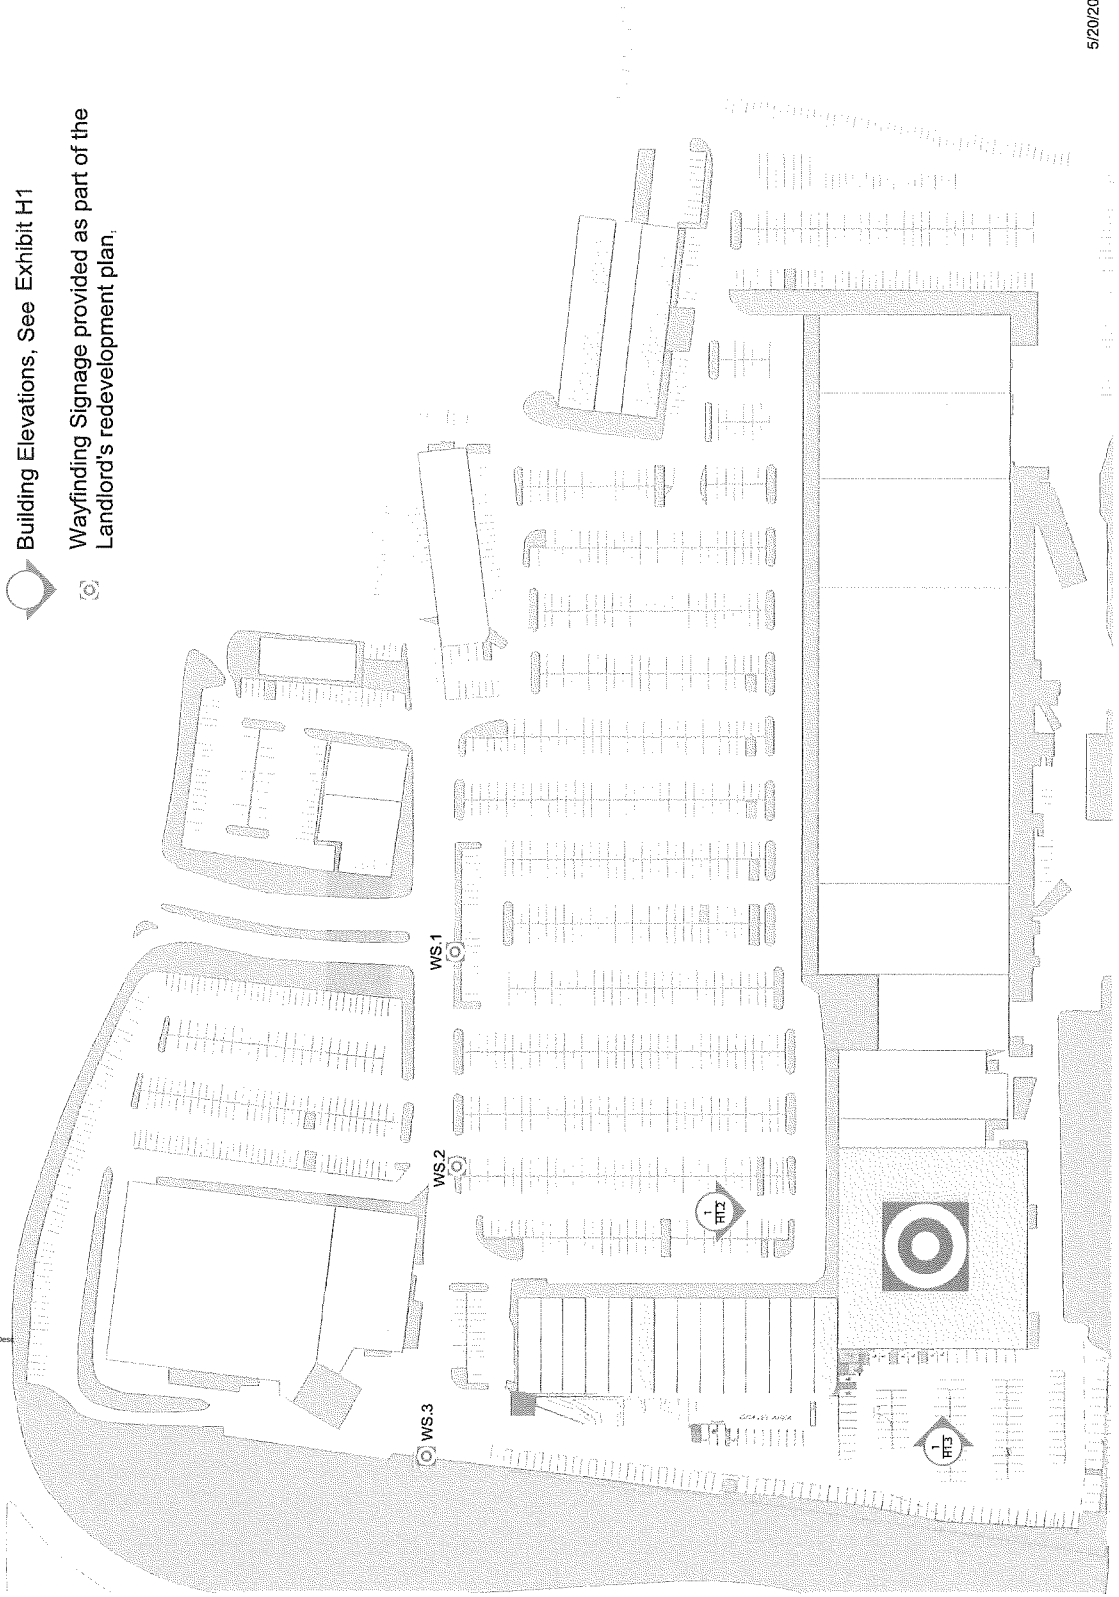 Building Elevations, See Exhibit H1
Wayfinding Signage provided as part of the
Landlord's redevelopment plan.
5/20/20
WS.1
WS.2
WS.3
1
H1.2
1
H1.3